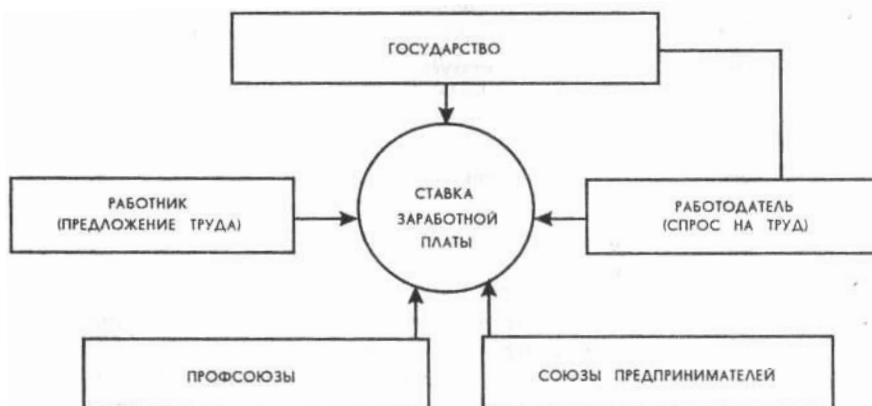 ГОСУДАРСТВО
РАБОТНИК
(ПРЕДЛОЖЕНИЕ ТРУДА)
СТАВКА
ЗАРАБОТНОЙ
ПЛАТЫ
РАБОТОДАТЕЛЬ
(СПРОС НА ТРУД)
ПРОФСОЮЗЫ
СОЮЗЫ ПРЕДПРИНИМАТЕЛЕЙ